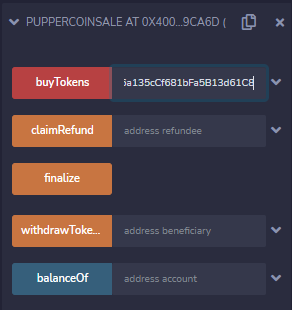 PUPPERCOINSALE AT 0X400...9CA6D (
buyTokens
ia135cCf681bFa5B13d61C8
claimRefund address refundee
finalize
withdrawToke... address beneficiary
balanceOf address account